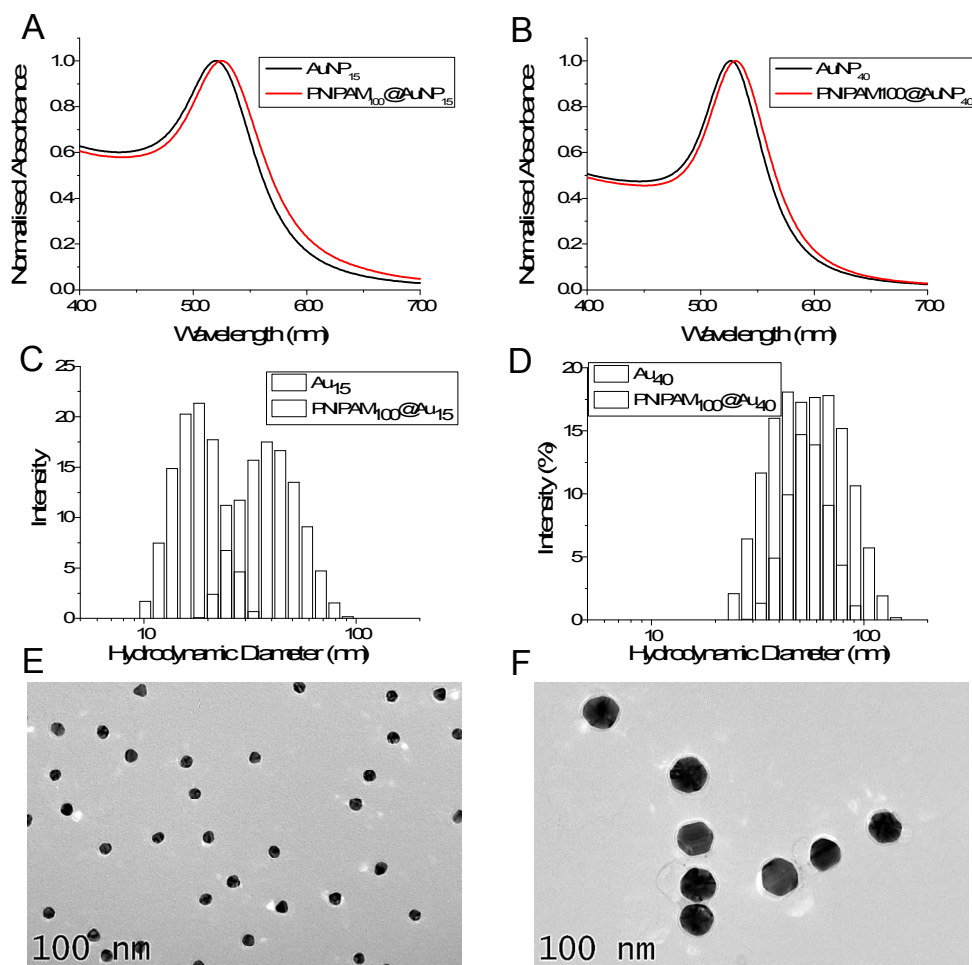 A
Normalised Absorbance
1.0
0.8
0.6
0.4
0.2
0.0
400
500
600
700
Wavelength (nm)
AuNP15
PNIPAM100@AuNP15
B
Normalised Absorbance
1.0
0.8
0.6
0.4
0.2
0.0
400
500
600
700
Wavelength (nm)
AuNP40
PNIPAM100@AuNP40
C
Intensity
25
20
15
10
5
0
10
100
Hydrodynamic Diameter (nm)
Au15
PNIPAM100@Au15
D
Intensity (%)
20
15
10
5
0
10
100
Hydrodynamic Diameter (nm)
Au40
PNIPAM100@Au40
E
100 nm
F
100 nm